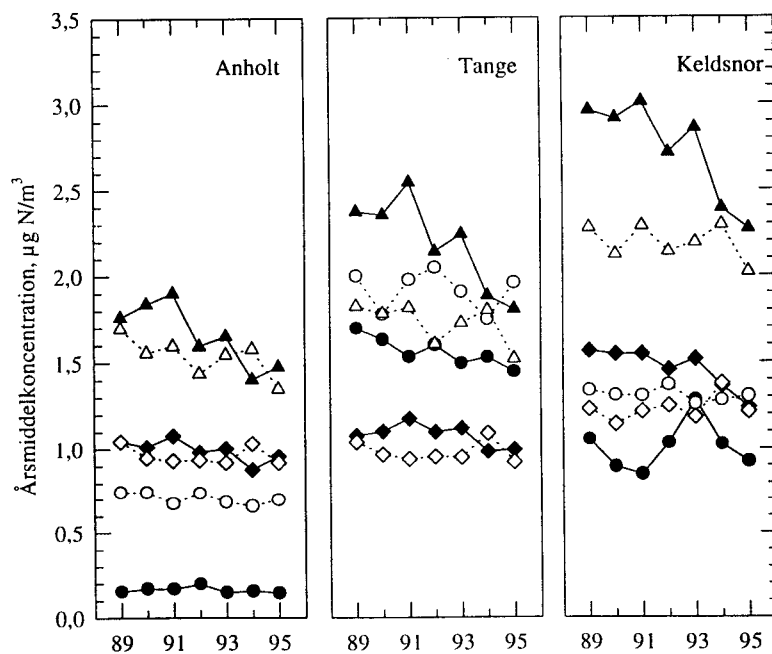 Anholt
Tange
Keldsnor
Årsmiddelkoncentration, µg N/m³
3,5
3,0
2,5
2,0
1,5
1,0
0,5
0,0
89 91 93 95
89 91 93 95
89 91 93 95